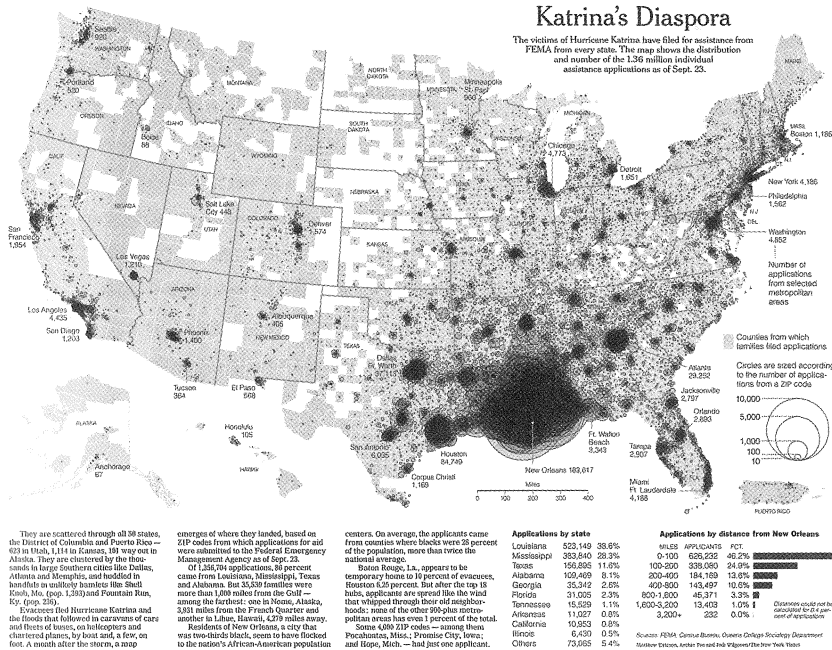 Katrina's Diaspora
The victims of Hurricane Katrina have filed for assistance from
FEMA from every state. The map shows the distribution
and number of the 1.36 million individual
assistance applications as of Sept. 23.
Seattle
920
WASHINGTON
Portland
520
OREGON
IDAHO
Boise
88
MONTANA
NORTH
DAKOTA
SOUTH
DAKOTA
MINNESOTA
Minneapolis
St. Paul
WYOMING
NEBRASKA
NEVADA
UTAH
Salt Lake
City 448
COLORADO
Denver
1,574
KANSAS
CALIF.
San
Francisco
1,954
Las Vegas
1,210
Los Angeles
4,435
San Diego
1,203
ARIZONA
Phoenix
1,400
Tucson
364
Albuquerque
405
NEW MEXICO
El Paso
568
TEXAS
Dallas
Ft. Worth
San Antonio
6,035
Houston
84,749
Corpus Christi
1,169
New Orleans 183,617
Ft. Walton
Beach
3,343
Chicago
4,773
MICHIGAN
Detroit
1,651
MAINE
MASS.
Boston 1,186
New York 4,186
Philadelphia
1,562
N.J.
DEL.
Washington
4,852
Number of
applications
from selected
metropolitan
areas
Atlanta
29,252
Jacksonville
2,797
Orlando
2,893
Tampa
2,907
Miami
Ft. Lauderdale
4,188
ALASKA
Anchorage
67
Honolulu
105
HAWAII
PUERTO RICO
0 100 200 300 400
Miles
Counties from which
families filed applications
Circles are sized according
to the number of applica-
tions from a ZIP code
10,000
5,000
1,000
100
10
They are scattered through all 50 states,
the District of Columbia and Puerto Rico —
623 in Utah, 1,114 in Kansas, 101 way out in
Alaska. They are clustered by the thou-
sands in large Southern cities like Dallas,
Atlanta and Memphis, and huddled in
handfuls in unlikely hamlets like Shell
Knob, Mo. (pop. 1,393) and Fountain Run,
Ky. (pop. 236).
Evacuees fled Hurricane Katrina and
the floods that followed in caravans of cars
and fleets of buses, on helicopters and
chartered planes, by boat and, a few, on
foot. A month after the storm, a map
emerges of where they landed, based on
ZIP codes from which applications for aid
were submitted to the Federal Emergency
Management Agency as of Sept. 23.
Of 1,356,704 applications, 86 percent
came from Louisiana, Mississippi, Texas
and Alabama. But 35,539 families were
more than 1,000 miles from the Gulf —
among the farthest: one in Nome, Alaska,
3,931 miles from the French Quarter and
another in Lihue, Hawaii, 4,279 miles away.
Residents of New Orleans, a city that
was two-thirds black, seem to have flocked
to the nation's African-American population
centers. On average, the applicants came
from counties where blacks were 26 percent
of the population, more than twice the
national average.
Baton Rouge, La., appears to be
temporary home to 10 percent of evacuees,
Houston 6.25 percent. But after the top 18
hubs, applicants are spread like the wind
that whipped through their old neighbor-
hoods: none of the other 900-plus metro-
politan areas has even 1 percent of the total.
Some 4,000 ZIP codes — among them
Pocahontas, Miss.; Promise City, Iowa;
and Hope, Mich. — had just one applicant.
Applications by state
Louisiana 523,149 38.6%
Mississippi 383,840 28.3%
Texas 156,895 11.6%
Alabama 109,469 8.1%
Georgia 35,342 2.6%
Florida 31,005 2.3%
Tennessee 15,529 1.1%
Arkansas 11,027 0.8%
California 10,953 0.8%
Illinois 6,430 0.5%
Others 73,065 5.4%
Applications by distance from New Orleans
MILES APPLICANTS PCT.
0-100 626,232 46.2%
100-200 338,080 24.9%
200-400 184,169 13.6%
400-800 143,497 10.6%
800-1,600 45,371 3.3%
1,600-3,200 13,403 1.0%
3,200+ 232 0.0%
Distances could not be
calculated for 0.4 per-
cent of applications
Sources: FEMA, Census Bureau, Queens College Sociology Department